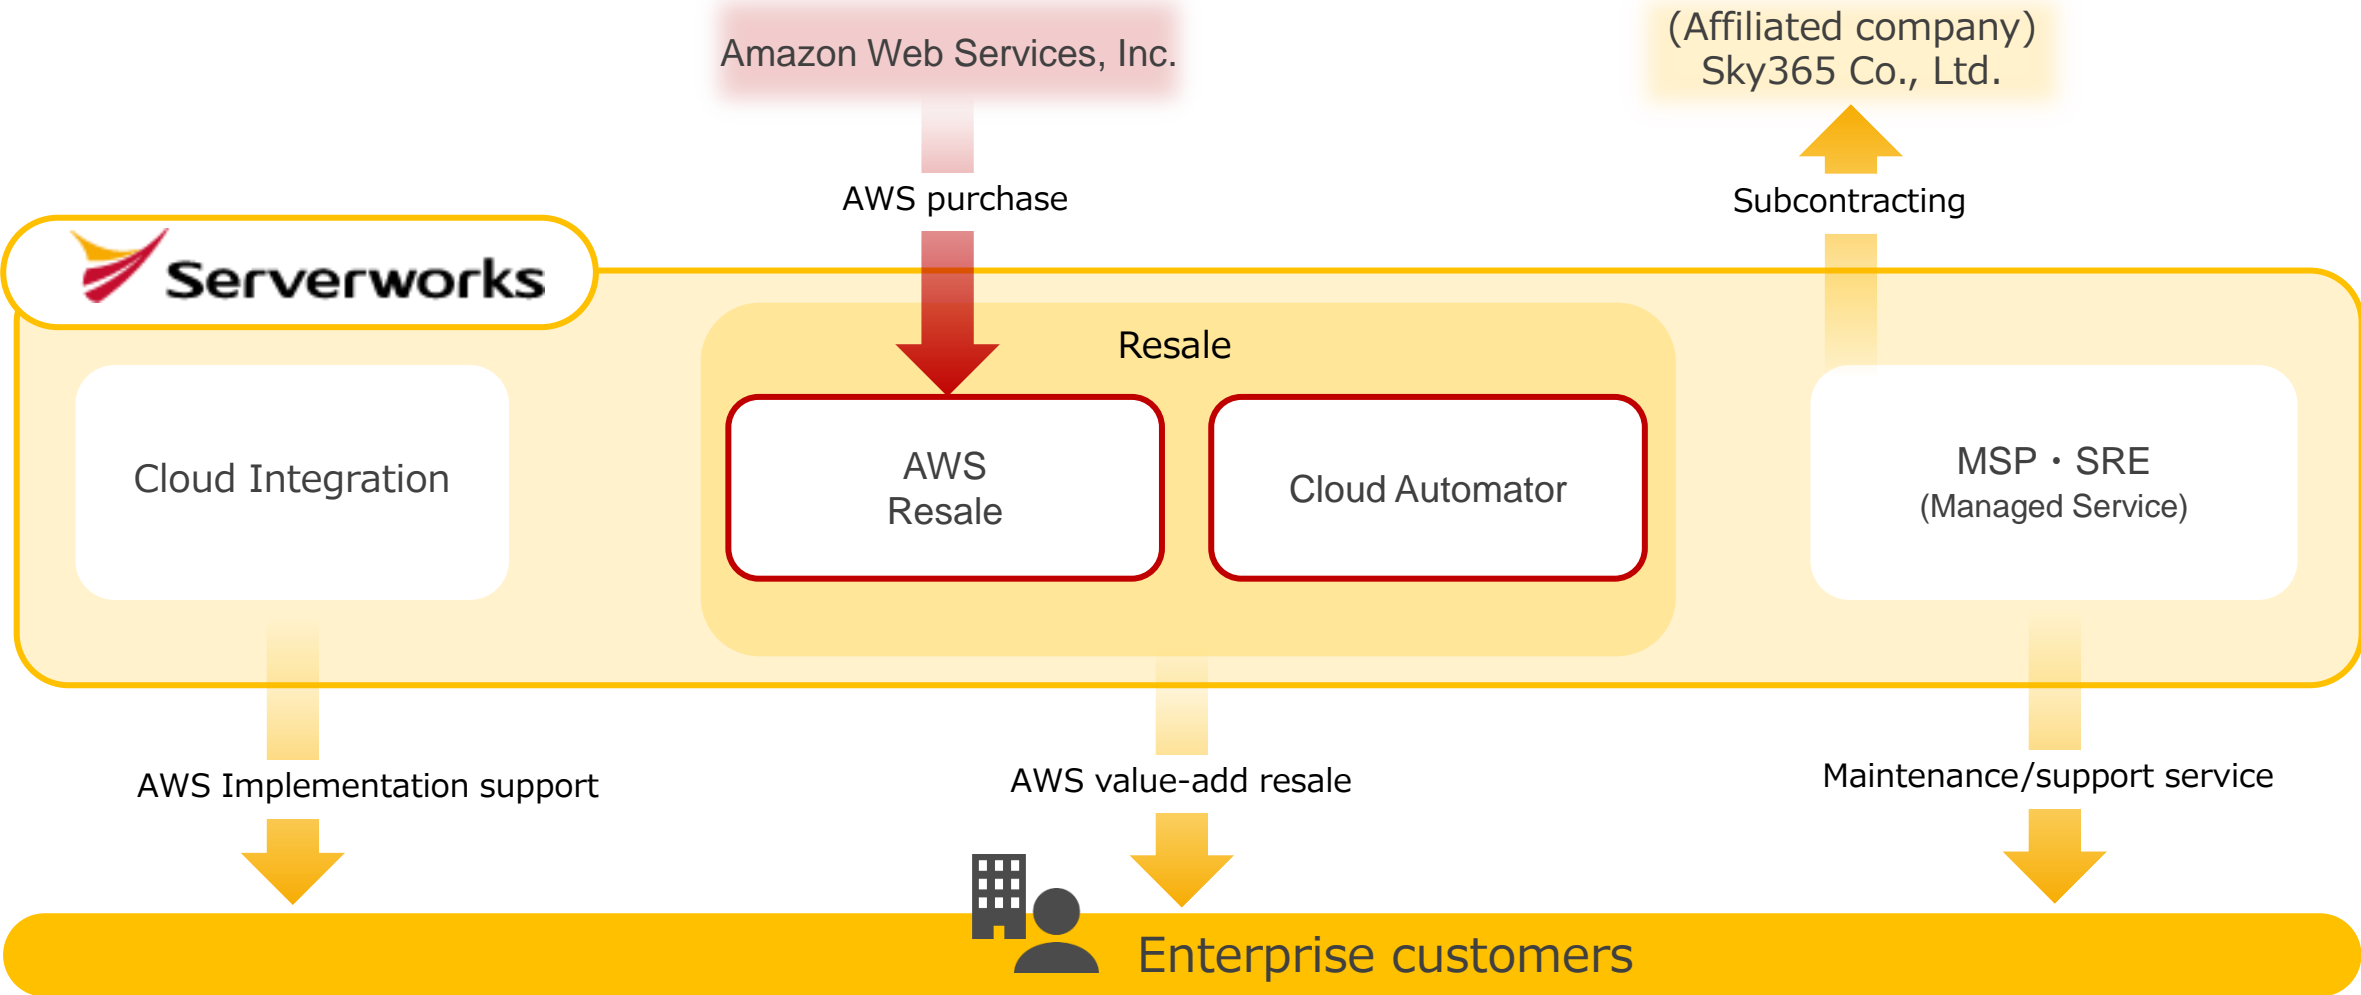 Amazon Web Services, Inc.
(Affiliated company)
Sky365 Co., Ltd.
AWS purchase
Subcontracting
Serverworks
Resale
Cloud Integration
AWS
Resale
Cloud Automator
MSP・SRE
(Managed Service)
AWS Implementation support
AWS value-add resale
Maintenance/support service
Enterprise customers